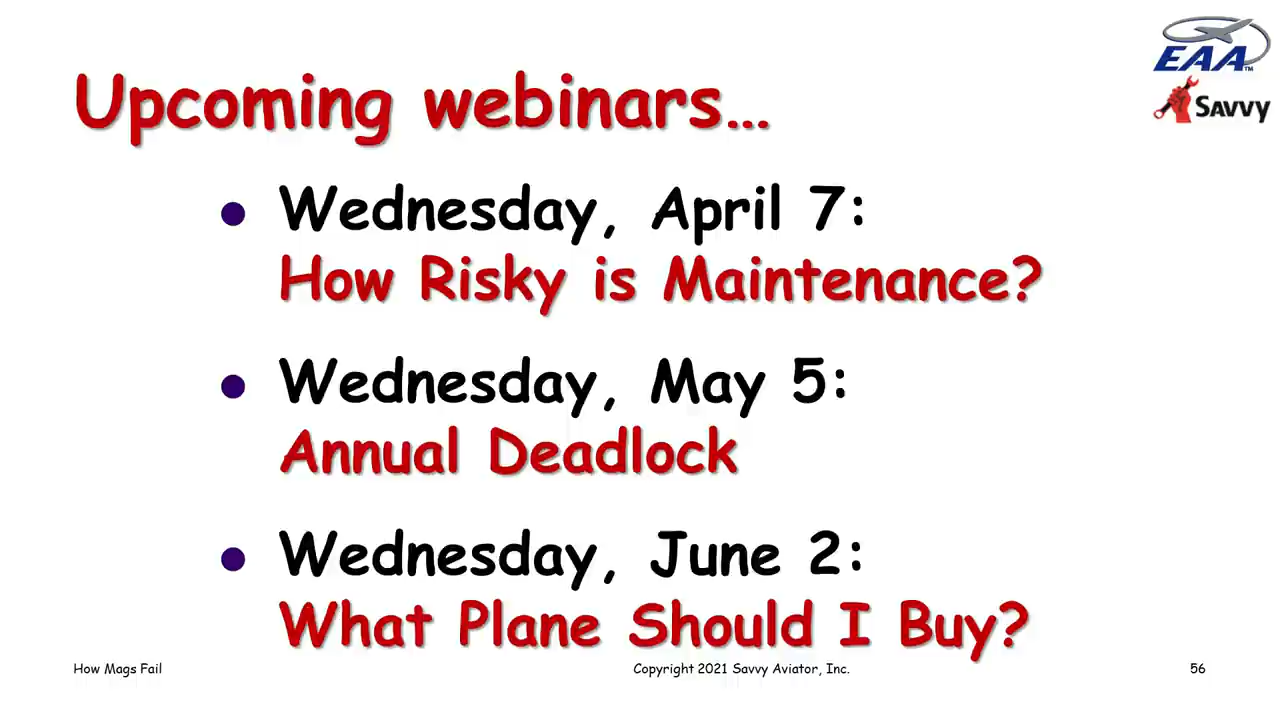 EAA™
Savvy
Upcoming webinars…
● Wednesday, April 7:
How Risky is Maintenance?
● Wednesday, May 5:
Annual Deadlock
● Wednesday, June 2:
What Plane Should I Buy?
How Mags Fail
Copyright 2021 Savvy Aviator, Inc.
56